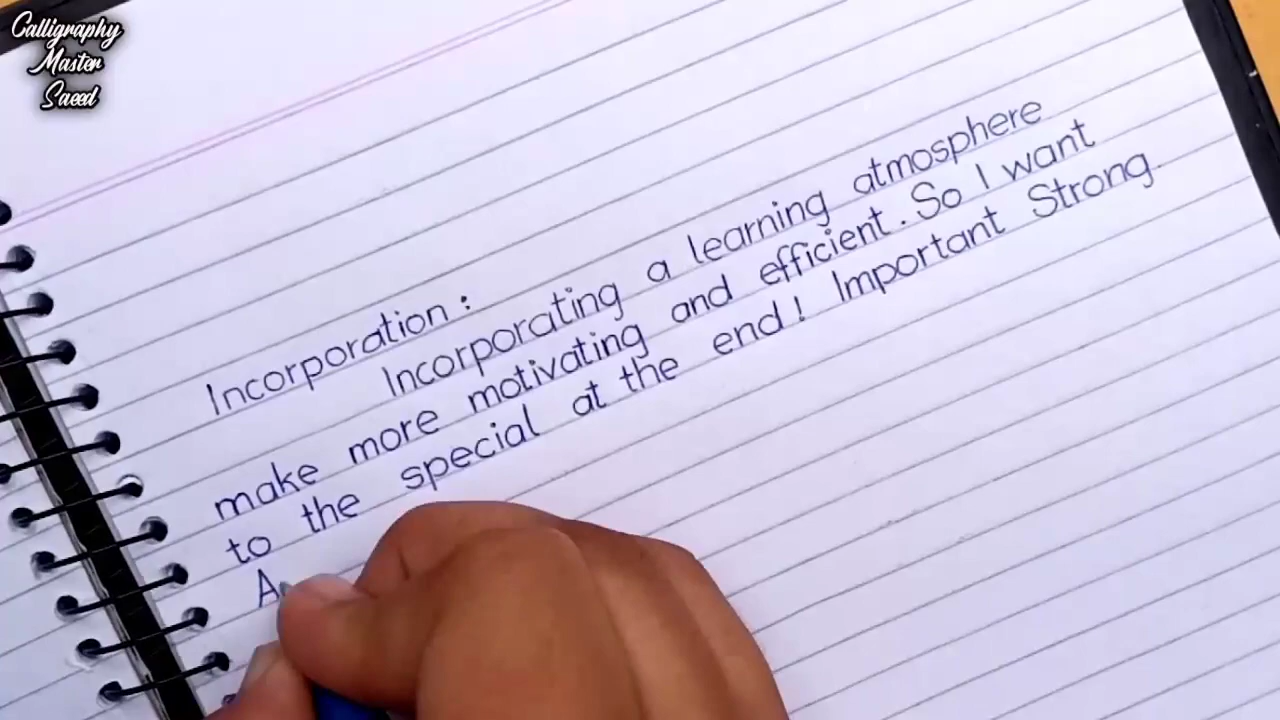 Calligraphy
Master
Saeed
Incorporation :
Incorporating a learning atmosphere
make more motivating and efficient. So I want
to the special at the end! Important Strong.
A